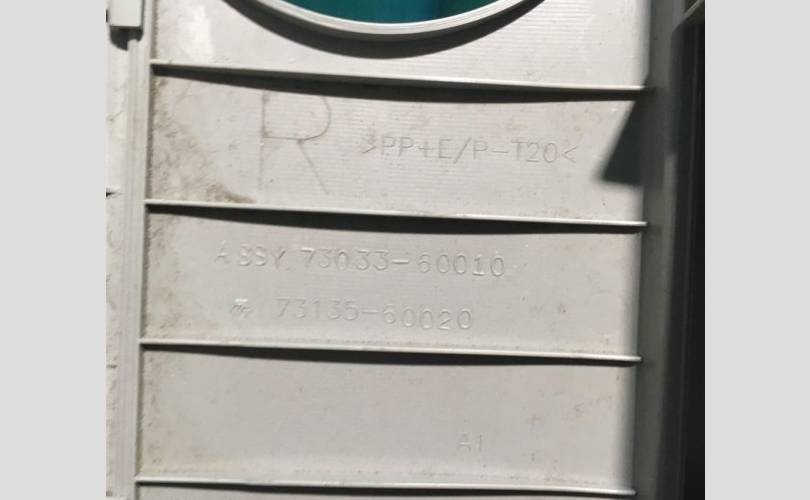 R >PP+E/P-T20<
ASSY 73033-60010
73135-60020
A1